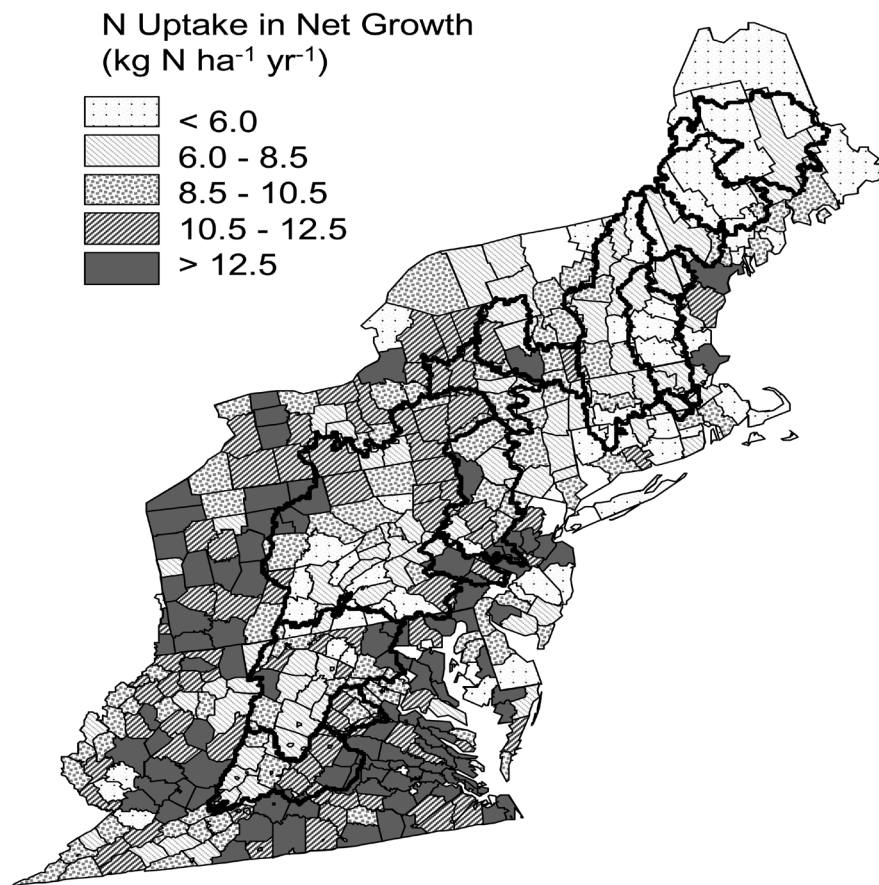 N Uptake in Net Growth
(kg N ha⁻¹ yr⁻¹)
< 6.0
6.0 - 8.5
8.5 - 10.5
10.5 - 12.5
> 12.5